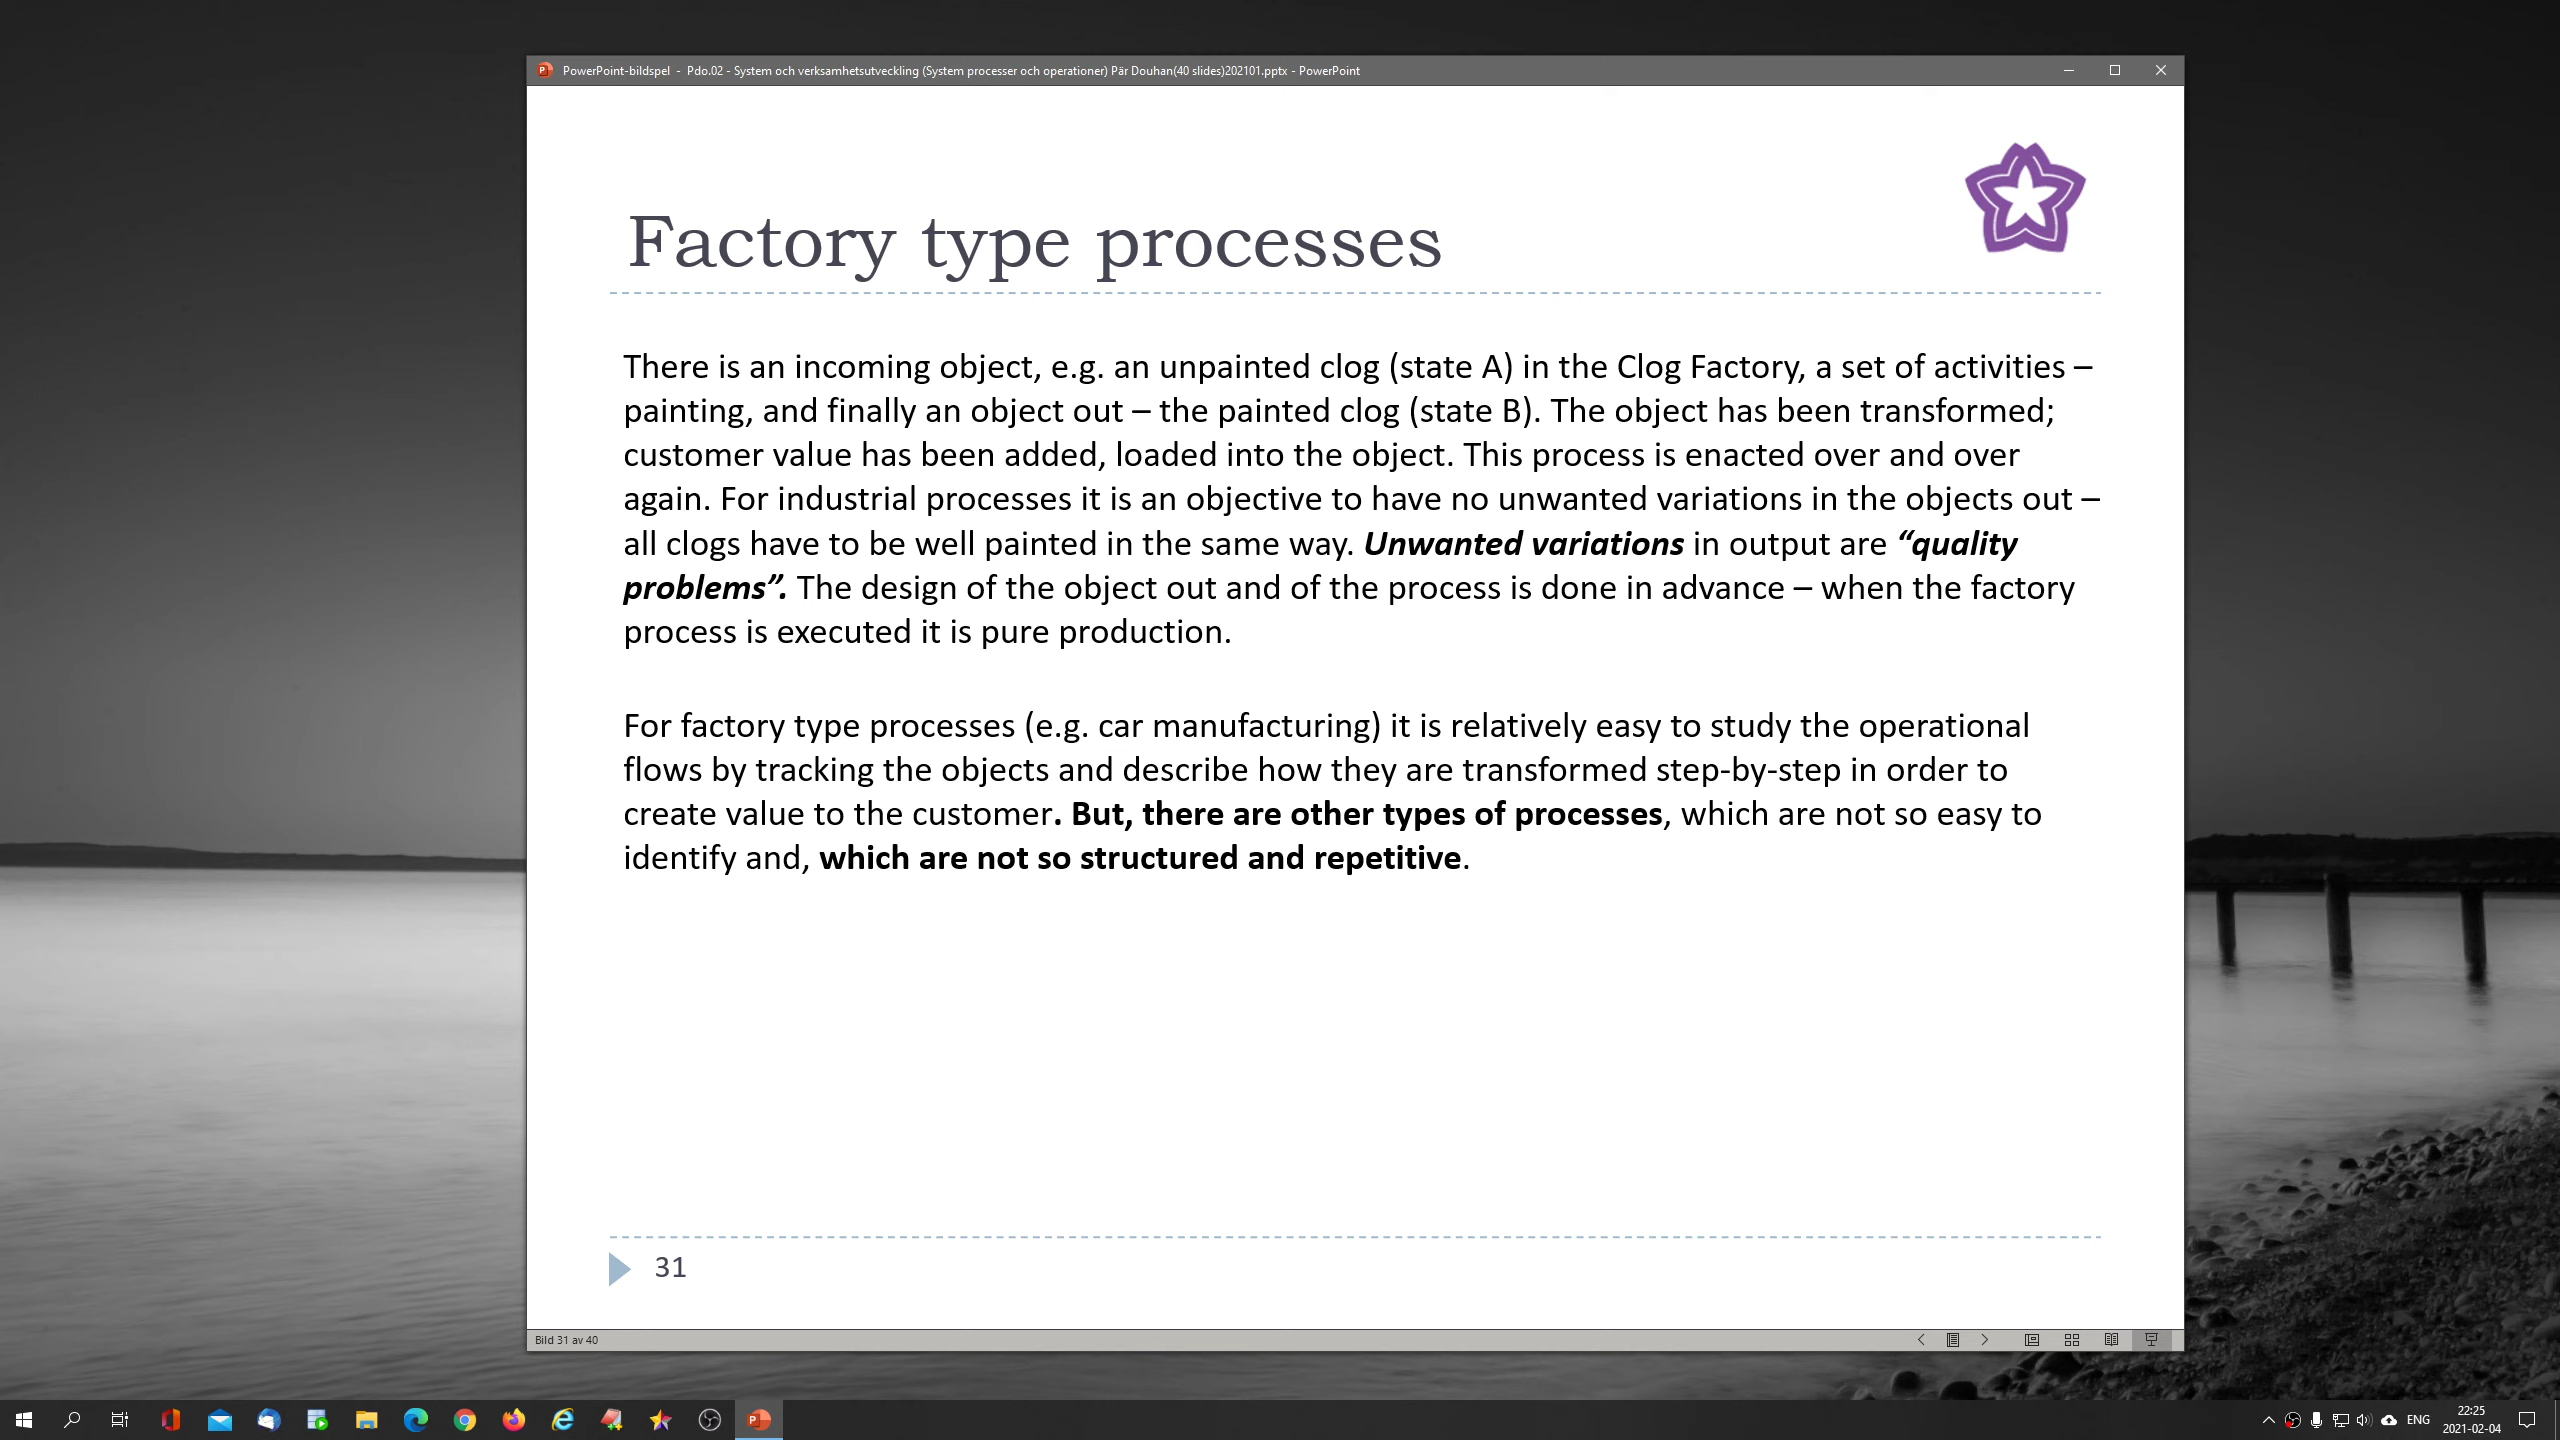 PowerPoint-bildspel  -  Pdo.02 - System och verksamhetsutveckling (System processer och operationer) Pär Douhan(40 slides)202101.pptx - PowerPoint
Factory type processes
There is an incoming object, e.g. an unpainted clog (state A) in the Clog Factory, a set of activities –
painting, and finally an object out – the painted clog (state B). The object has been transformed;
customer value has been added, loaded into the object. This process is enacted over and over
again. For industrial processes it is an objective to have no unwanted variations in the objects out –
all clogs have to be well painted in the same way. Unwanted variations in output are “quality
problems”. The design of the object out and of the process is done in advance – when the factory
process is executed it is pure production.
For factory type processes (e.g. car manufacturing) it is relatively easy to study the operational
flows by tracking the objects and describe how they are transformed step-by-step in order to
create value to the customer. But, there are other types of processes, which are not so easy to
identify and, which are not so structured and repetitive.
31
Bild 31 av 40
ENG
22:25
2021-02-04